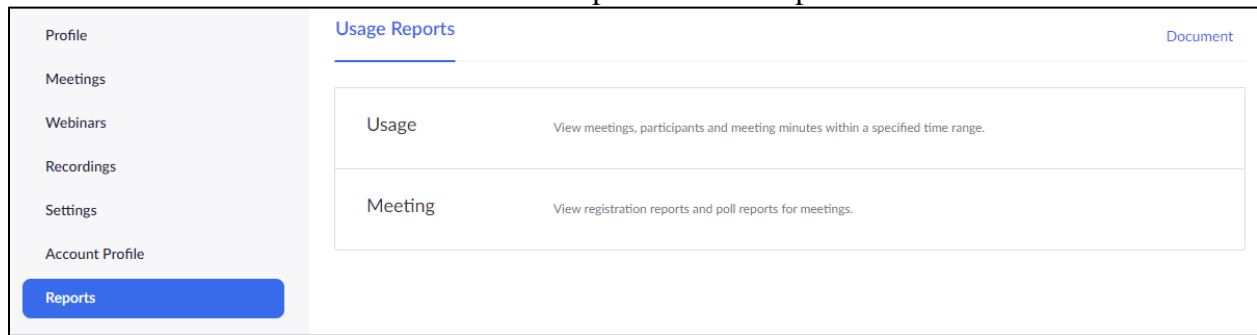 Profile
Meetings
Webinars
Recordings
Settings
Account Profile
Reports
Usage Reports
Document
Usage View meetings, participants and meeting minutes within a specified time range.
Meeting View registration reports and poll reports for meetings.